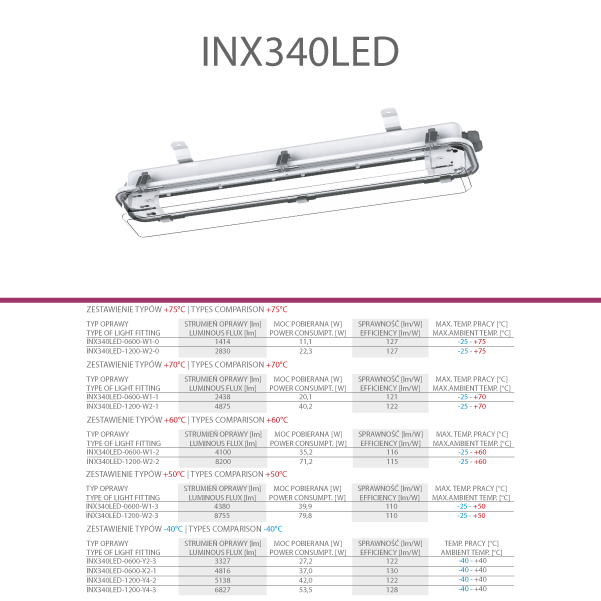 INX340LED
ZESTAWIENIE TYPÓW +75°C | TYPES COMPARISON +75°C
TYP OPRAWY STRUMIEŃ OPRAWY [lm] MOC POBIERANA [W] SPRAWNOŚĆ [lm/W] MAX. TEMP. PRACY [°C]
TYPE OF LIGHT FITTING LUMINOUS FLUX [lm] POWER CONSUMPT. [W] EFFICIENCY [lm/W] MAX.AMBIENT TEMP. [°C]
INX340LED-0600-W1-0 1414 11,1 127 -25 - +75
INX340LED-1200-W2-0 2830 22,3 127 -25 - +75
ZESTAWIENIE TYPÓW +70°C | TYPES COMPARISON +70°C
TYP OPRAWY STRUMIEŃ OPRAWY [lm] MOC POBIERANA [W] SPRAWNOŚĆ [lm/W] MAX. TEMP. PRACY [°C]
TYPE OF LIGHT FITTING LUMINOUS FLUX [lm] POWER CONSUMPT. [W] EFFICIENCY [lm/W] MAX.AMBIENT TEMP. [°C]
INX340LED-0600-W1-1 2438 20,1 121 -25 - +70
INX340LED-1200-W2-1 4875 40,2 122 -25 - +70
ZESTAWIENIE TYPÓW +60°C | TYPES COMPARISON +60°C
TYP OPRAWY STRUMIEŃ OPRAWY [lm] MOC POBIERANA [W] SPRAWNOŚĆ [lm/W] MAX. TEMP. PRACY [°C]
TYPE OF LIGHT FITTING LUMINOUS FLUX [lm] POWER CONSUMPT. [W] EFFICIENCY [lm/W] MAX.AMBIENT TEMP. [°C]
INX340LED-0600-W1-2 4100 35,2 116 -25 - +60
INX340LED-1200-W2-2 8200 71,2 115 -25 - +60
ZESTAWIENIE TYPÓW +50°C | TYPES COMPARISON +50°C
TYP OPRAWY STRUMIEŃ OPRAWY [lm] MOC POBIERANA [W] SPRAWNOŚĆ [lm/W] MAX. TEMP. PRACY [°C]
TYPE OF LIGHT FITTING LUMINOUS FLUX [lm] POWER CONSUMPT. [W] EFFICIENCY [lm/W] MAX.AMBIENT TEMP. [°C]
INX340LED-0600-W1-3 4380 39,9 110 -25 - +50
INX340LED-1200-W2-3 8755 79,8 110 -25 - +50
ZESTAWIENIE TYPÓW -40°C | TYPES COMPARISON -40°C
TYP OPRAWY STRUMIEŃ OPRAWY [lm] MOC POBIERANA [W] SPRAWNOŚĆ [lm/W] TEMP. PRACY [°C]
TYPE OF LIGHT FITTING LUMINOUS FLUX [lm] POWER CONSUMPT. [W] EFFICIENCY [lm/W] AMBIENT TEMP. [°C]
INX340LED-0600-Y2-3 3327 27,2 122 -40 - +40
INX340LED-0600-X2-1 4816 37,0 130 -40 - +40
INX340LED-1200-Y4-2 5138 42,0 122 -40 - +40
INX340LED-1200-Y4-3 6827 53,5 128 -40 - +40